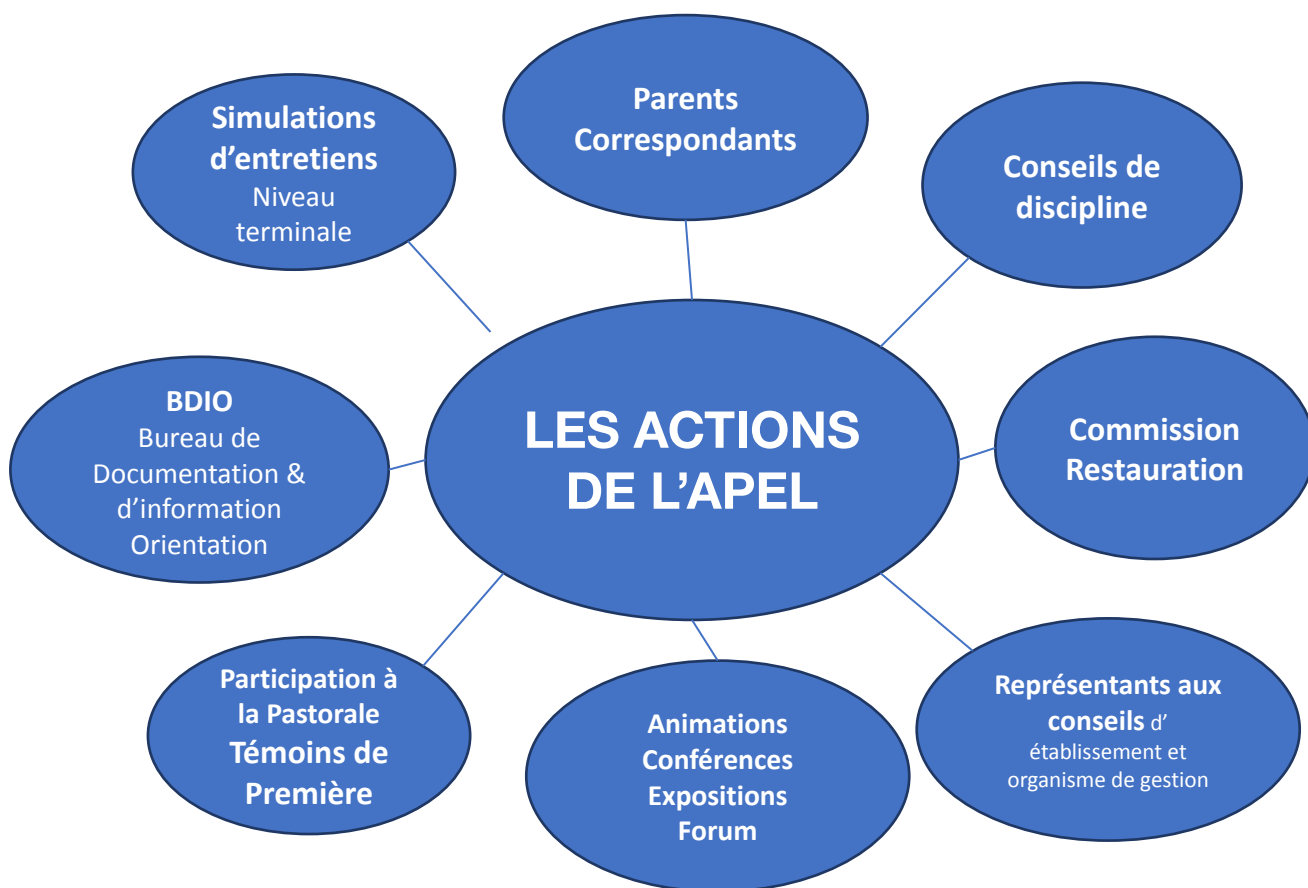 Simulations
d'entretiens
Niveau
terminale
Parents
Correspondants
Conseils de
discipline
BDIO
Bureau de
Documentation &
d'information
Orientation
LES ACTIONS
DE L'APEL
Commission
Restauration
Participation à
la Pastorale
Témoins de
Première
Animations
Conférences
Expositions
Forum
Représentants aux
conseils d'
établissement et
organisme de gestion